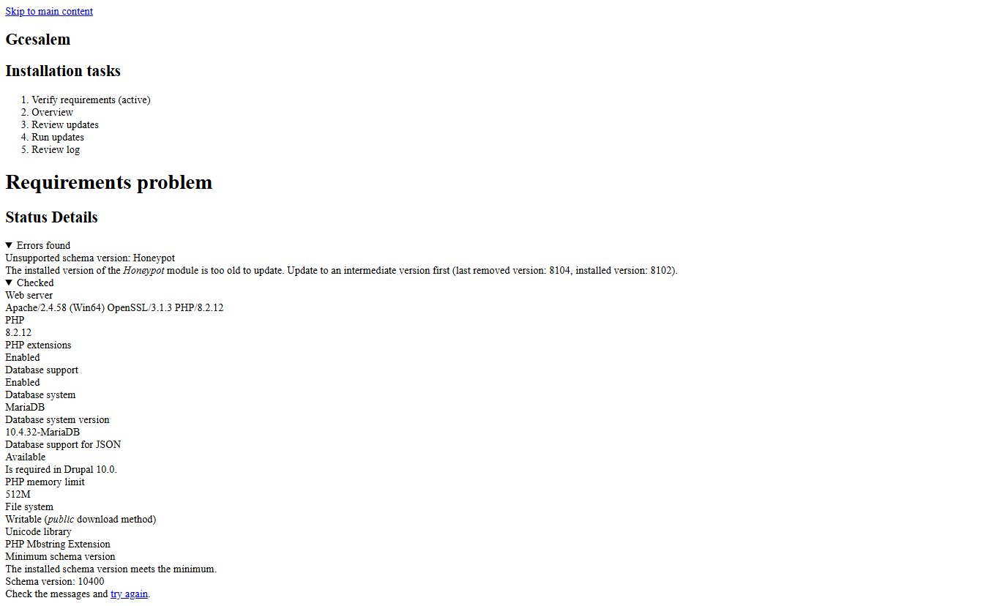 Skip to main content
Gcesalem
Installation tasks
1. Verify requirements (active)
2. Overview
3. Review updates
4. Run updates
5. Review log
Requirements problem
Status Details
▼ Errors found
Unsupported schema version: Honeypot
The installed version of the Honeypot module is too old to update. Update to an intermediate version first (last removed version: 8104, installed version: 8102).
▼ Checked
Web server
Apache/2.4.58 (Win64) OpenSSL/3.1.3 PHP/8.2.12
PHP
8.2.12
PHP extensions
Enabled
Database support
Enabled
Database system
MariaDB
Database system version
10.4.32-MariaDB
Database support for JSON
Available
Is required in Drupal 10.0.
PHP memory limit
512M
File system
Writable (public download method)
Unicode library
PHP Mbstring Extension
Minimum schema version
The installed schema version meets the minimum.
Schema version: 10400
Check the messages and try again.